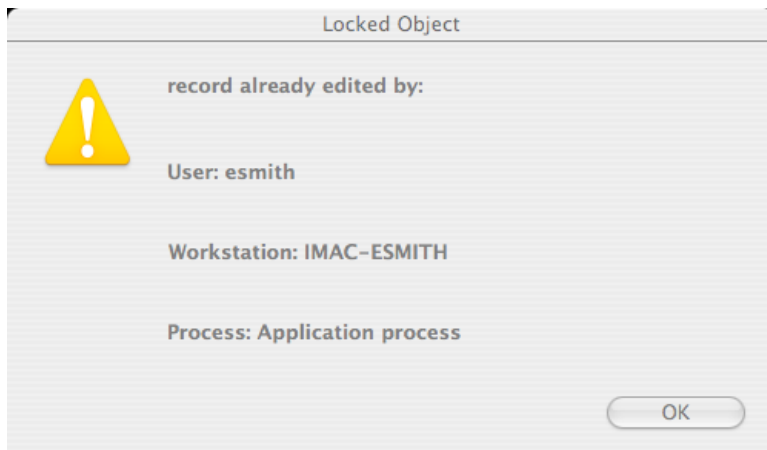 Locked Object
record already edited by:
User: esmith
Workstation: IMAC-ESMITH
Process: Application process
OK